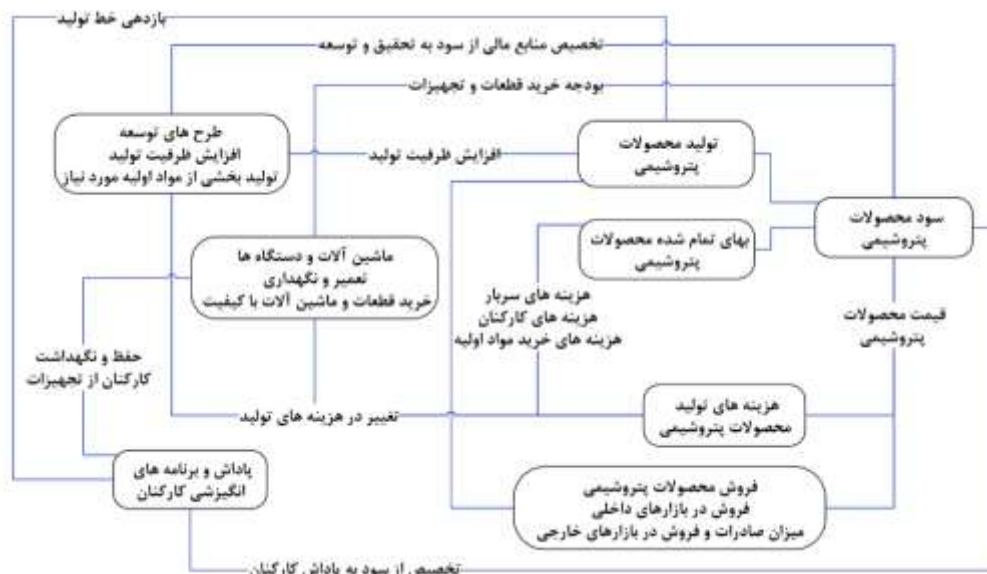 بازدهی خط تولید
تخصیص منابع مالی از سود به تحقیق و توسعه
بودجه خرید قطعات و تجهیزات
طرح های توسعه
افزایش ظرفیت تولید
تولید بخشی از مواد اولیه مورد نیاز
افزایش ظرفیت تولید
تولید محصولات
پتروشیمی
سود محصولات
پتروشیمی
بهای تمام شده محصولات
پتروشیمی
ماشین آلات و دستگاه ها
تعمیر و نگهداری
خرید قطعات و ماشین آلات با کیفیت
هزینه های سربار
هزینه های کارکنان
هزینه های خرید مواد اولیه
قیمت محصولات
پتروشیمی
حفظ و نگهداشت
کارکنان از تجهیزات
تغییر در هزینه های تولید
هزینه های تولید
محصولات پتروشیمی
پاداش و برنامه های
انگیزشی کارکنان
فروش محصولات پتروشیمی
فروش در بازارهای داخلی
میزان صادرات و فروش در بازارهای خارجی
تخصیص از سود به پاداش کارکنان